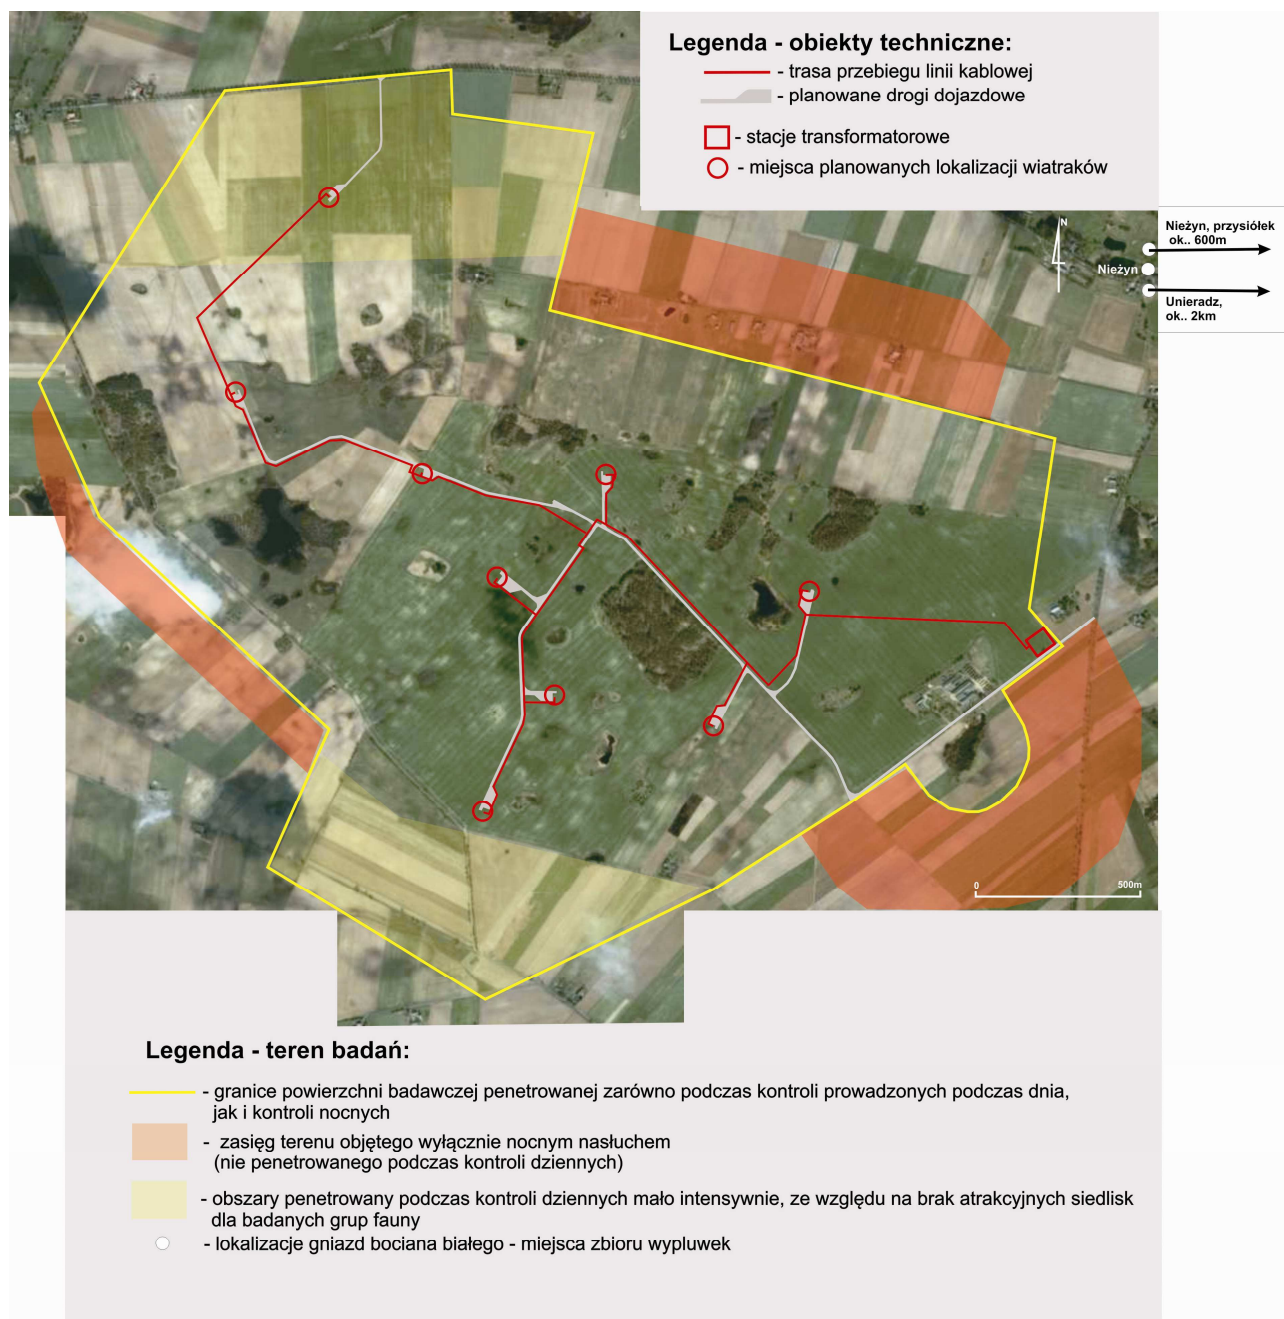 Legenda - obiekty techniczne:
- trasa przebiegu linii kablowej
- planowane drogi dojazdowe
- stacje transformatorowe
- miejsca planowanych lokalizacji wiatraków
N
Nieżyn, przysiółek
ok.. 600m
Nieżyn
Unieradz,
ok.. 2km
0 500m
Legenda - teren badań:
- granice powierzchni badawczej penetrowanej zarówno podczas kontroli prowadzonych podczas dnia,
jak i kontroli nocnych
- zasięg terenu objętego wyłącznie nocnym nasłuchem
(nie penetrowanego podczas kontroli dziennych)
- obszary penetrowany podczas kontroli dziennych mało intensywnie, ze względu na brak atrakcyjnych siedlisk
dla badanych grup fauny
- lokalizacje gniazd bociana białego - miejsca zbioru wypluwek